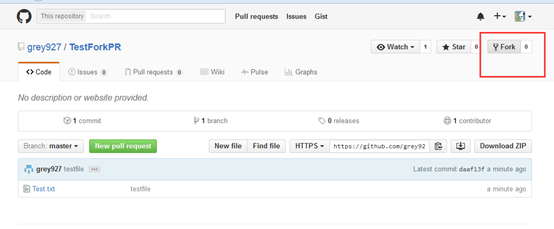 This repository Search Pull requests Issues Gist
grey927 / TestForkPR Watch 1 Star 0 Fork 0
Code Issues 0 Pull requests 0 Wiki Pulse Graphs
No description or website provided.
1 commit 1 branch 0 releases 1 contributor
Branch: master New pull request New file Find file HTTPS https://github.com/grey92 Download ZIP
grey927 testfile Latest commit daaf13f a minute ago
Test.txt testfile a minute ago